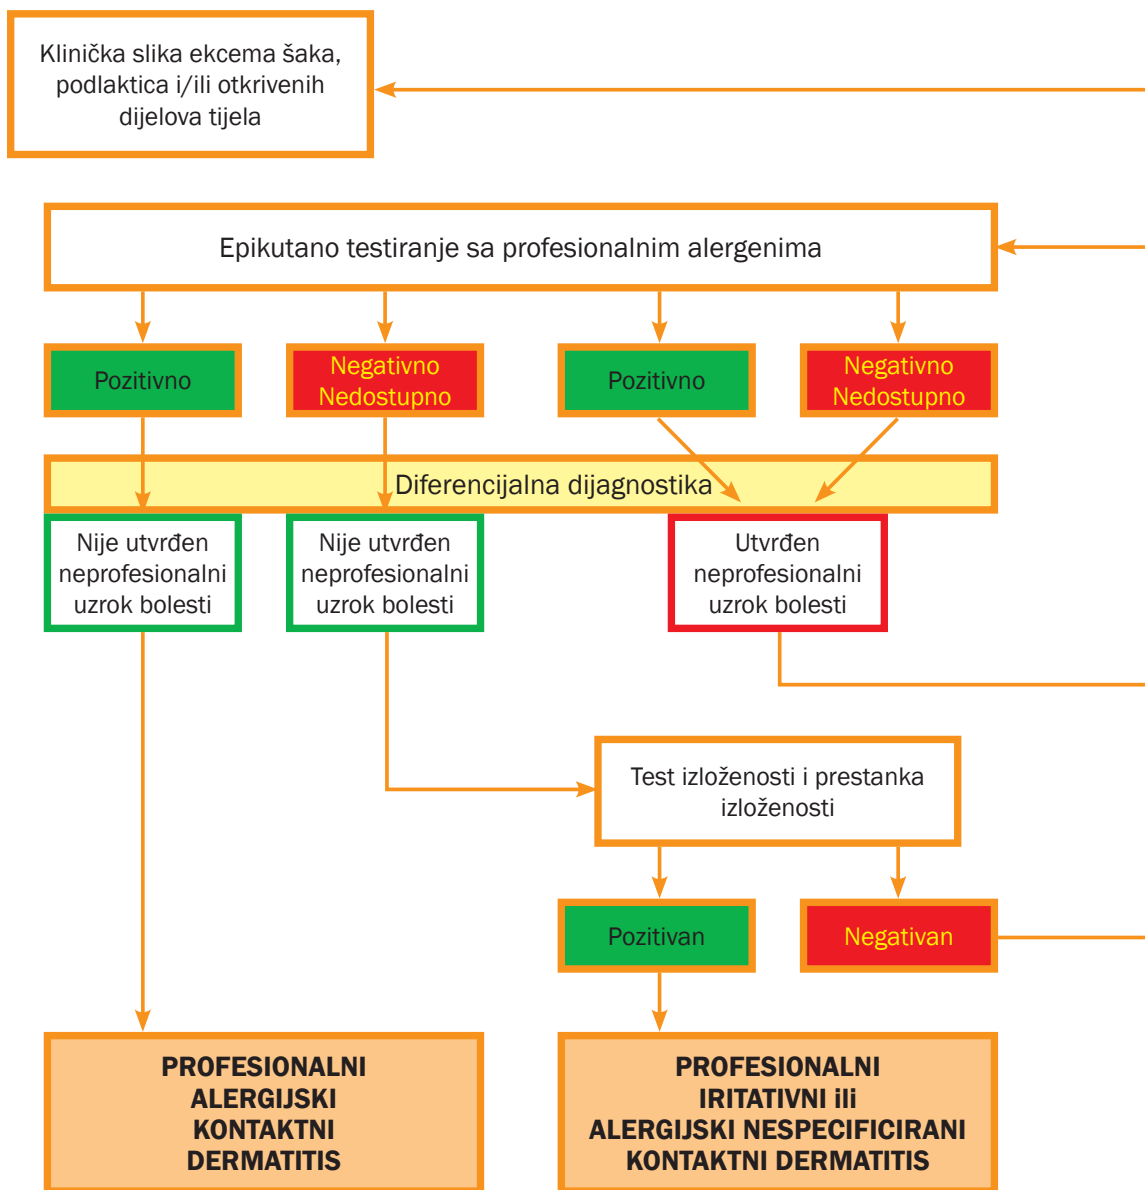 Klinička slika ekcema šaka,
podlaktica i/ili otkrivenih
dijelova tijela
Epikutano testiranje sa profesionalnim alergenima
Pozitivno
Negativno
Nedostupno
Pozitivno
Negativno
Nedostupno
Diferencijalna dijagnostika
Nije utvrđen
neprofesionalni
uzrok bolesti
Nije utvrđen
neprofesionalni
uzrok bolesti
Utvrđen
neprofesionalni
uzrok bolesti
Test izloženosti i prestanka
izloženosti
Pozitivan
Negativan
PROFESIONALNI
ALERGIJSKI
KONTAKTNI
DERMATITIS
PROFESIONALNI
IRITATIVNI ili
ALERGIJSKI NESPECIFICIRANI
KONTAKTNI DERMATITIS